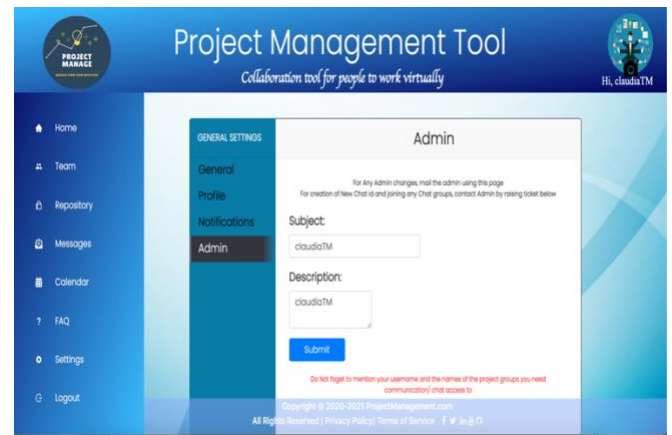 PROJECT
MANAGE
Project Management Tool
Collaboration tool for people to work virtually
Hi, claudiaTM
Home
Team
Repository
Messages
Calendar
FAQ
Settings
Logout
GENERAL SETTINGS
General
Profile
Notifications
Admin
Admin
For Any Admin changes, mail the admin using this page
For creation of New Chat id and joining any Chat groups, contact Admin by raising ticket below
Subject:
claudiaTM
Description:
claudiaTM
Submit
Do Not foget to mention your username and the names of the project groups you need
communication/ chat access to
Copyright @ 2020-2021 ProjectManagement.com
All Rights Reserved | Privacy Policy| Terms of Service